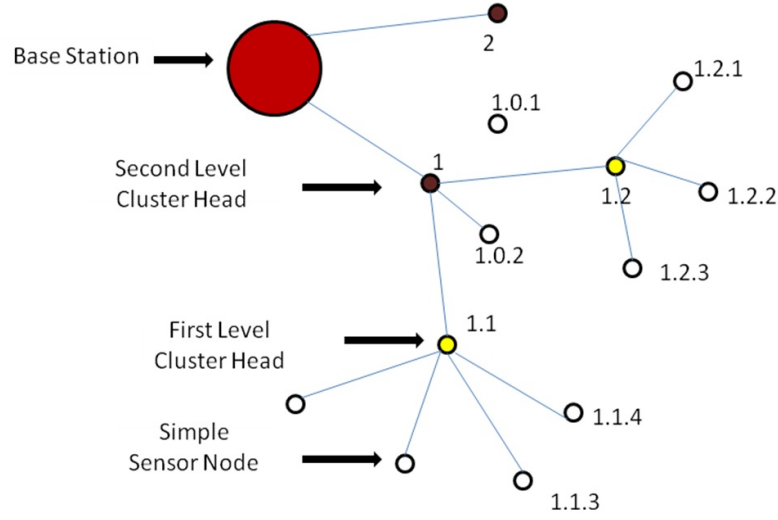 Base Station
2
1.2.1
1.0.1
1
Second Level
Cluster Head
1.2
1.2.2
1.0.2
1.2.3
1.1
First Level
Cluster Head
1.1.4
Simple
Sensor Node
1.1.3